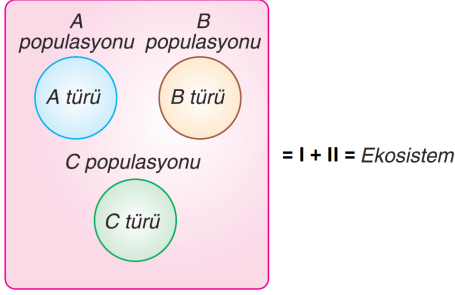 A populasyonu
B populasyonu
A türü
B türü
C populasyonu
C türü
= I + II = Ekosistem